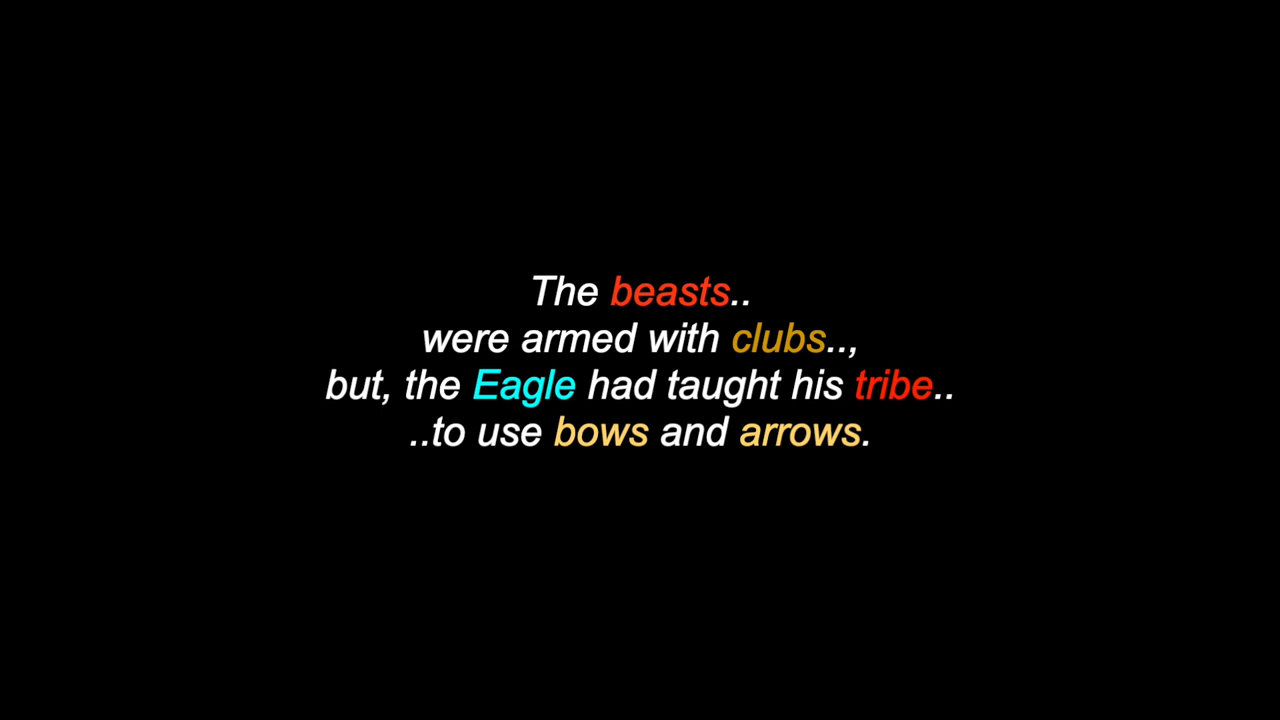 The beasts..
were armed with clubs..,
but, the Eagle had taught his tribe..
..to use bows and arrows.